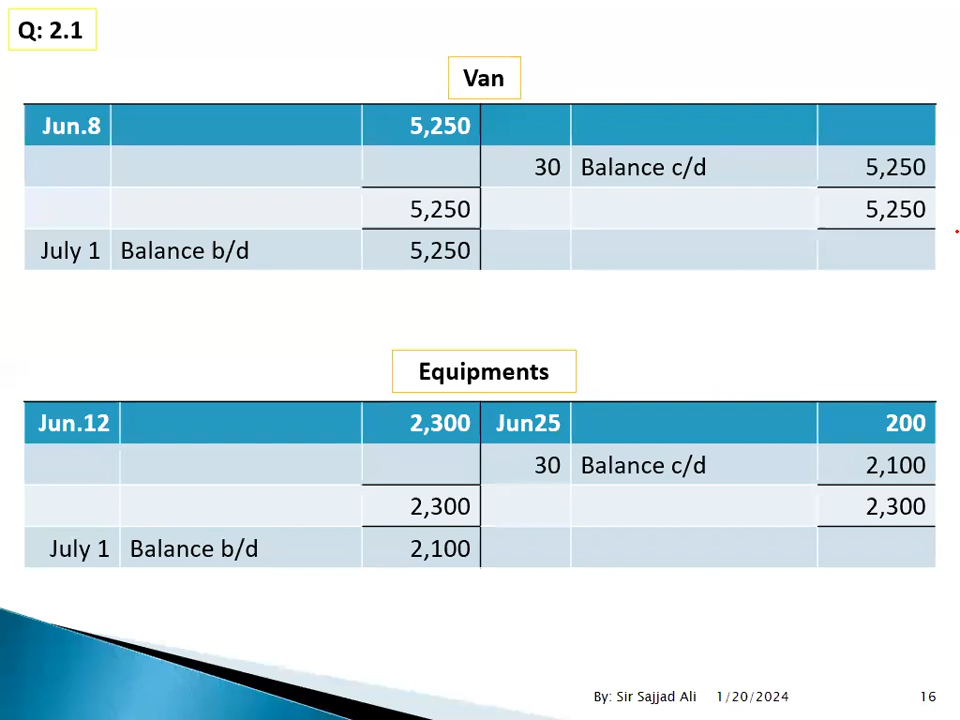 Q: 2.1
Van
Jun.8 5,250
30 Balance c/d 5,250
5,250 5,250
July 1 Balance b/d 5,250
Equipments
Jun.12 2,300 Jun25 200
30 Balance c/d 2,100
2,300 2,300
July 1 Balance b/d 2,100
By: Sir Sajjad Ali 1/20/2024 16